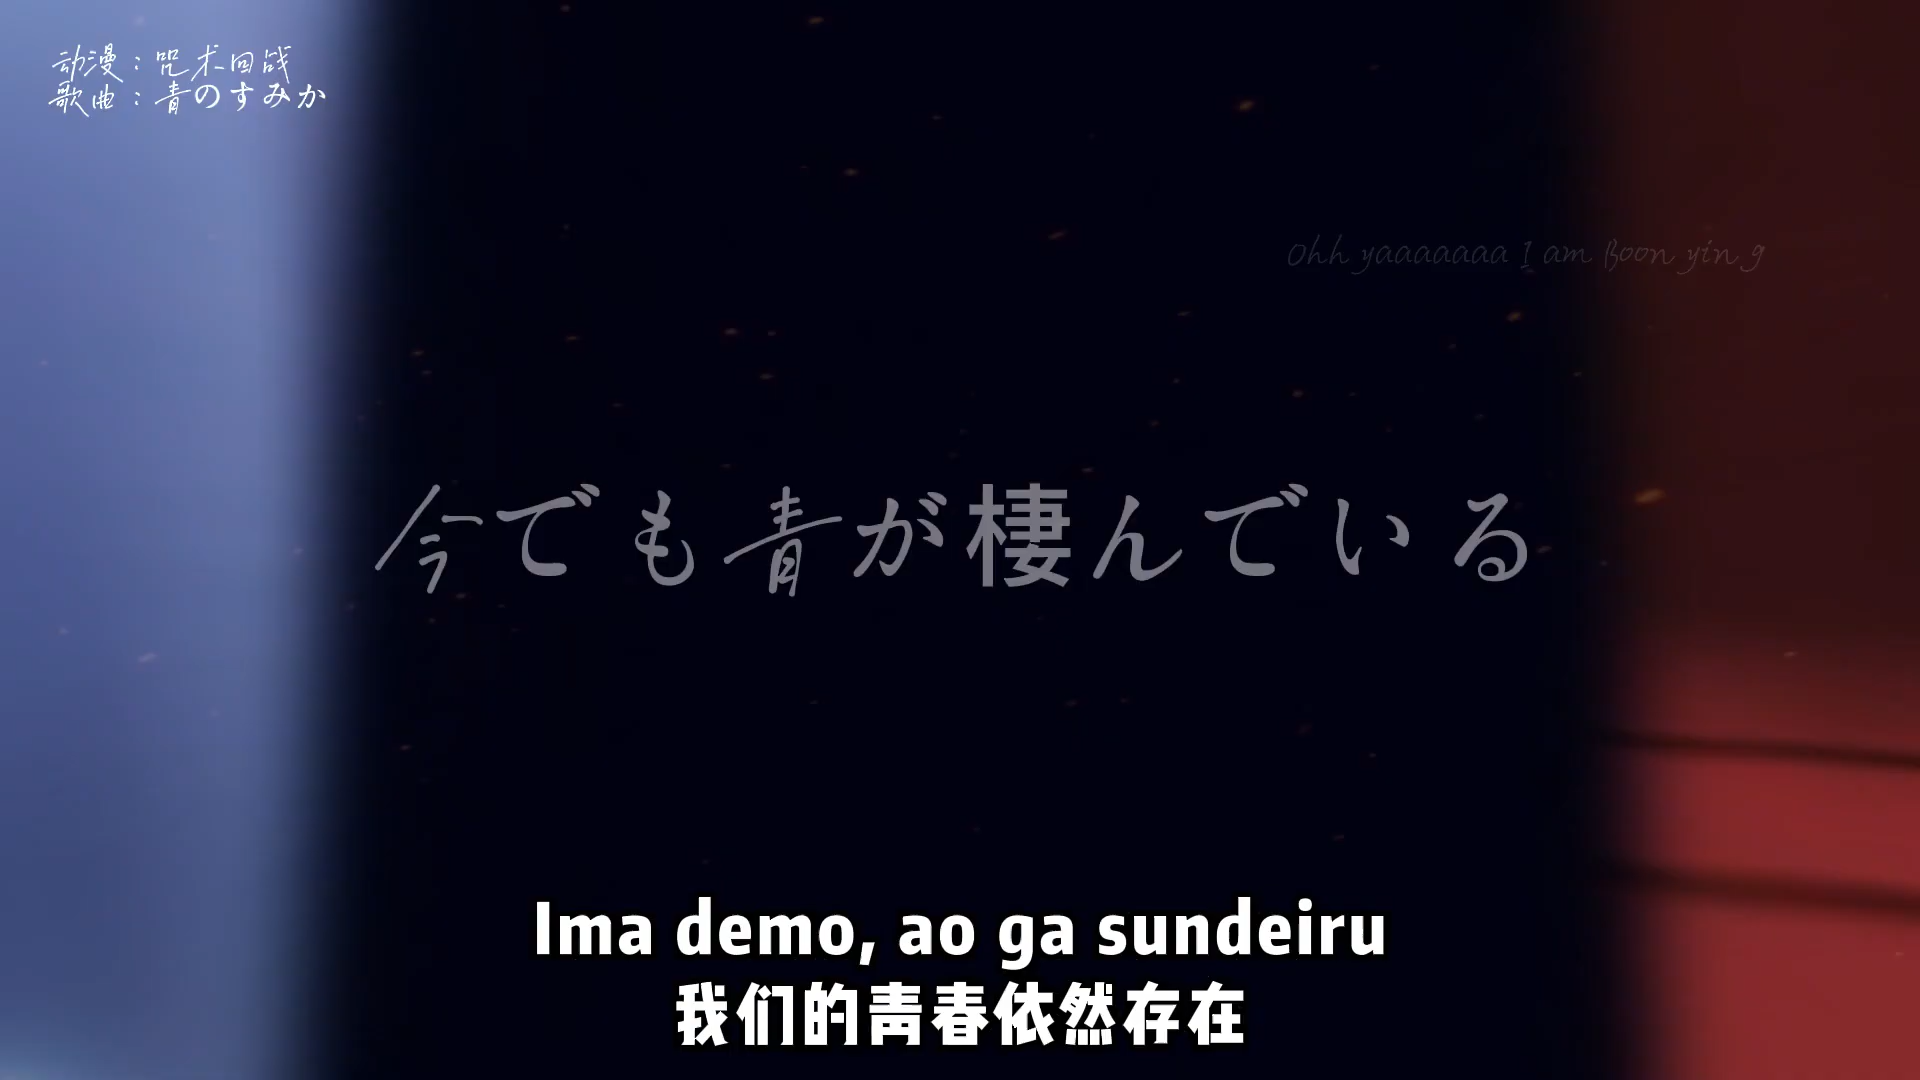 动漫：咒术回战
歌曲：青のすみか
Ohh yaaaaaaa I am Boon yin g
今でも青が棲んでいる
Ima demo, ao ga sundeiru
我们的青春依然存在